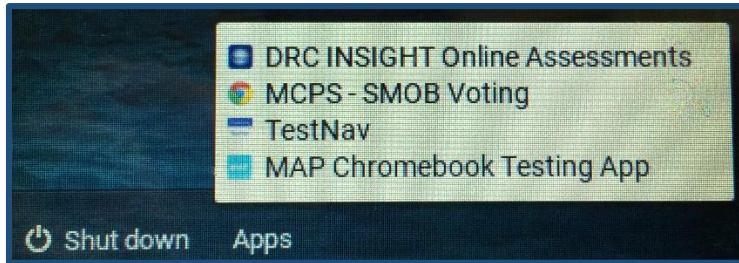 DRC INSIGHT Online Assessments
MCPS - SMOB Voting
TestNav
MAP Chromebook Testing App
Shut down Apps